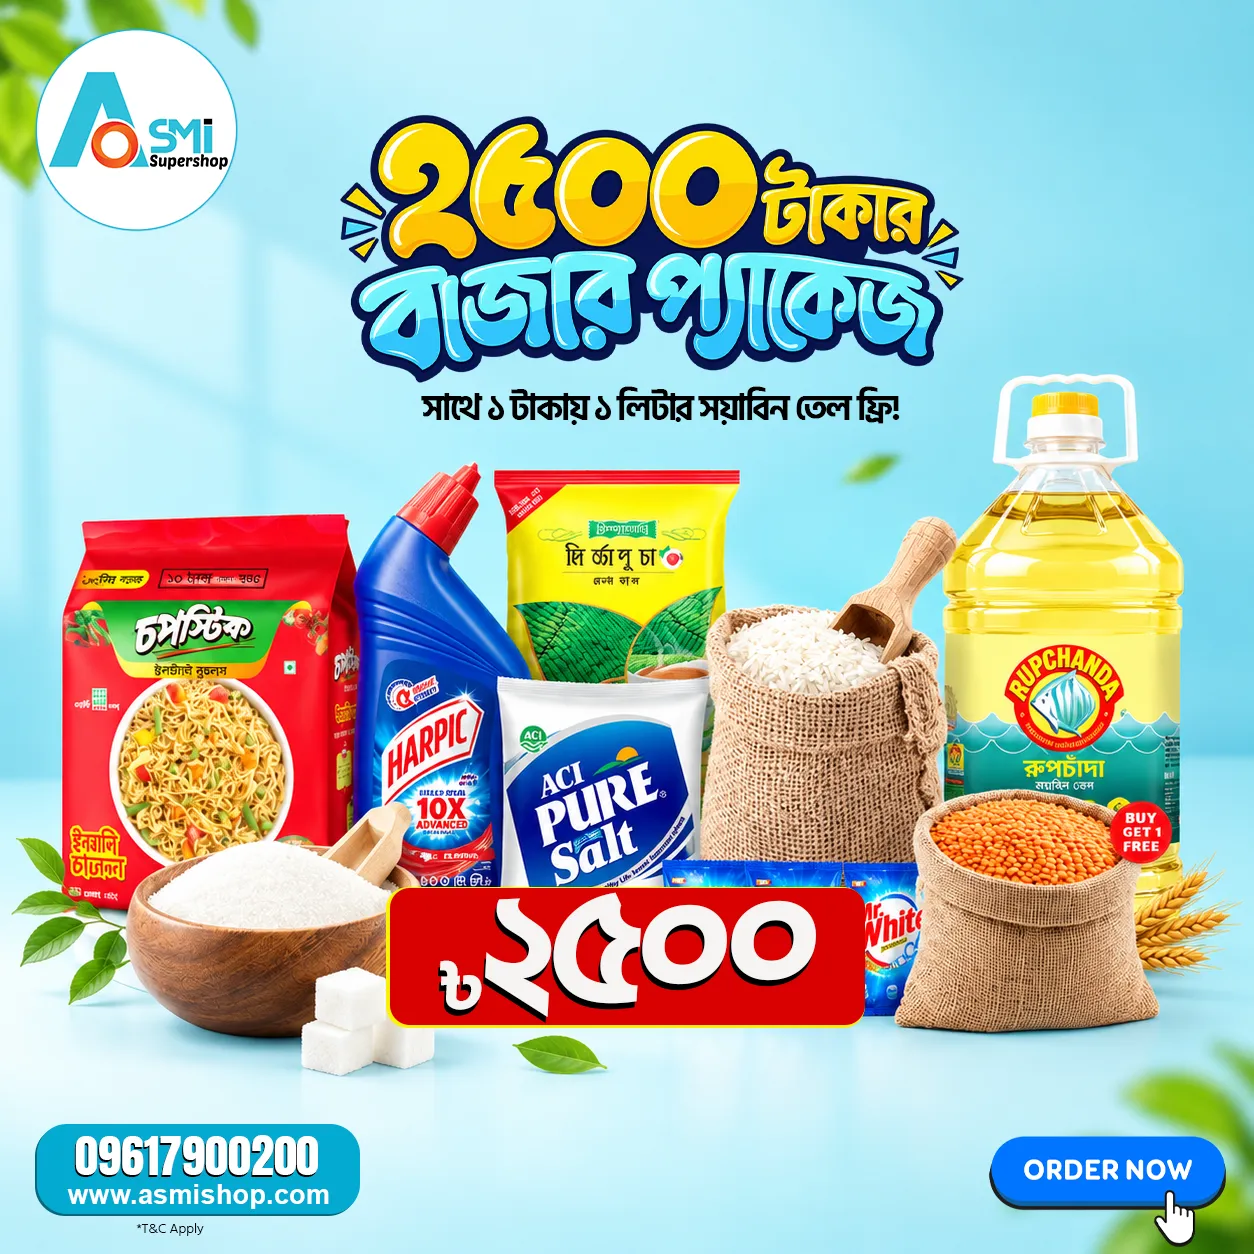 ASMi
Supershop
২৫০০ টাকার
বাজার প্যাকেজ
সাথে ১ টাকায় ১ লিটার সয়াবিন তেল ফ্রি!
চপস্টিক
HARPIC
10X
ADVANCED
ACI
ACI
PURE
Salt
RUPCHANDA
রুপচাঁদা
BUY
GET 1
FREE
Mr.
White
৳২৫০০
09617900200
www.asmishop.com
*T&C Apply
ORDER NOW